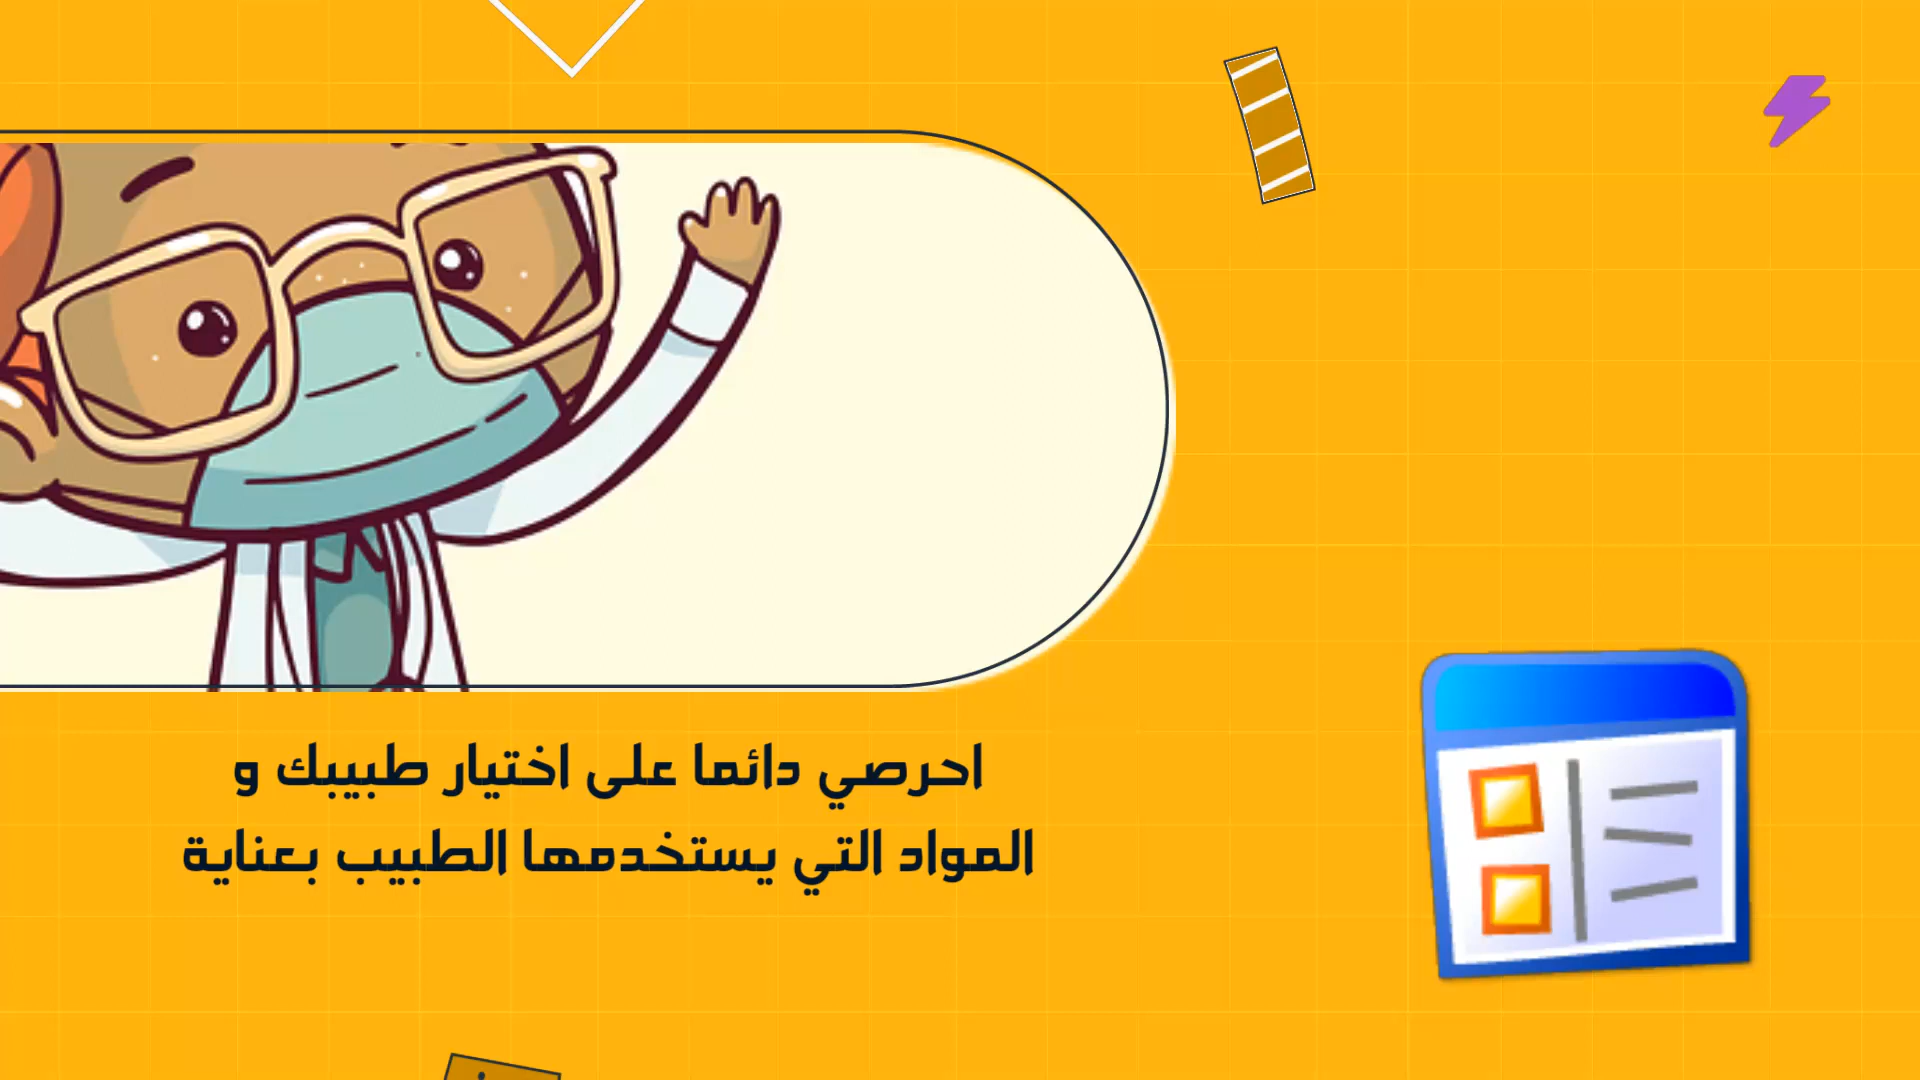 احرصي دائما على اختيار طبيبك و
المواد التي يستخدمها الطبيب بعناية